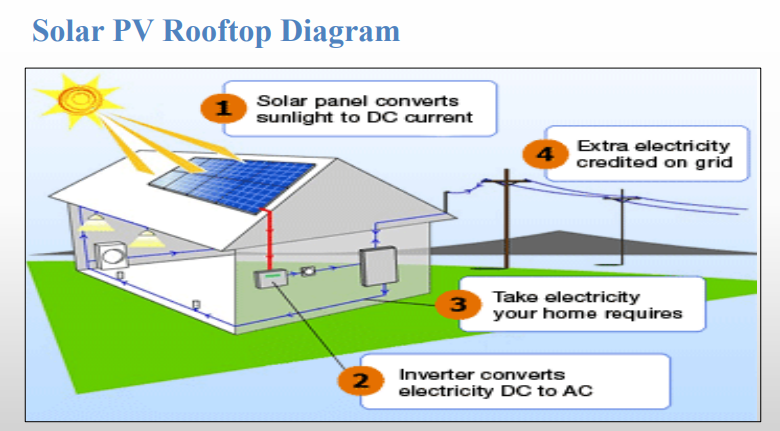 Solar PV Rooftop Diagram
1
Solar panel converts
sunlight to DC current
4
Extra electricity
credited on grid
3
Take electricity
your home requires
2
Inverter converts
electricity DC to AC